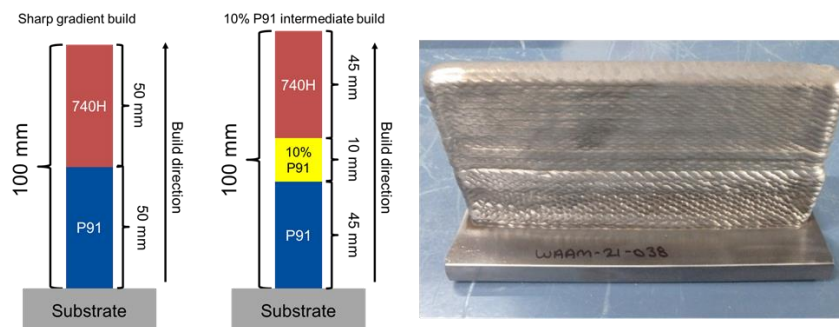 Sharp gradient build
740H
P91
50 mm
50 mm
100 mm
Build direction
Substrate
10% P91 intermediate build
740H
10%
P91
P91
45 mm
10 mm
45 mm
100 mm
Build direction
Substrate
WAAM-21-038